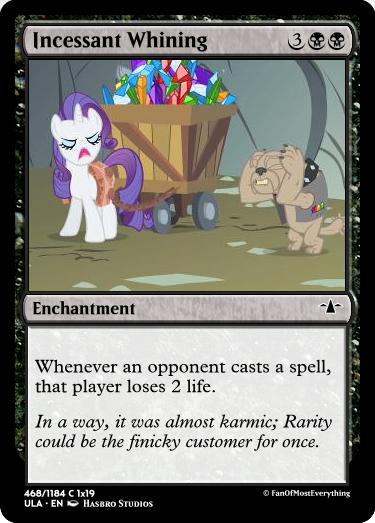 Incessant Whining 3
Enchantment
Whenever an opponent casts a spell,
that player loses 2 life.
In a way, it was almost karmic; Rarity
could be the finicky customer for once.
468/1184 C 1x19
ULA • EN Hasbro Studios © FanOfMostEverything